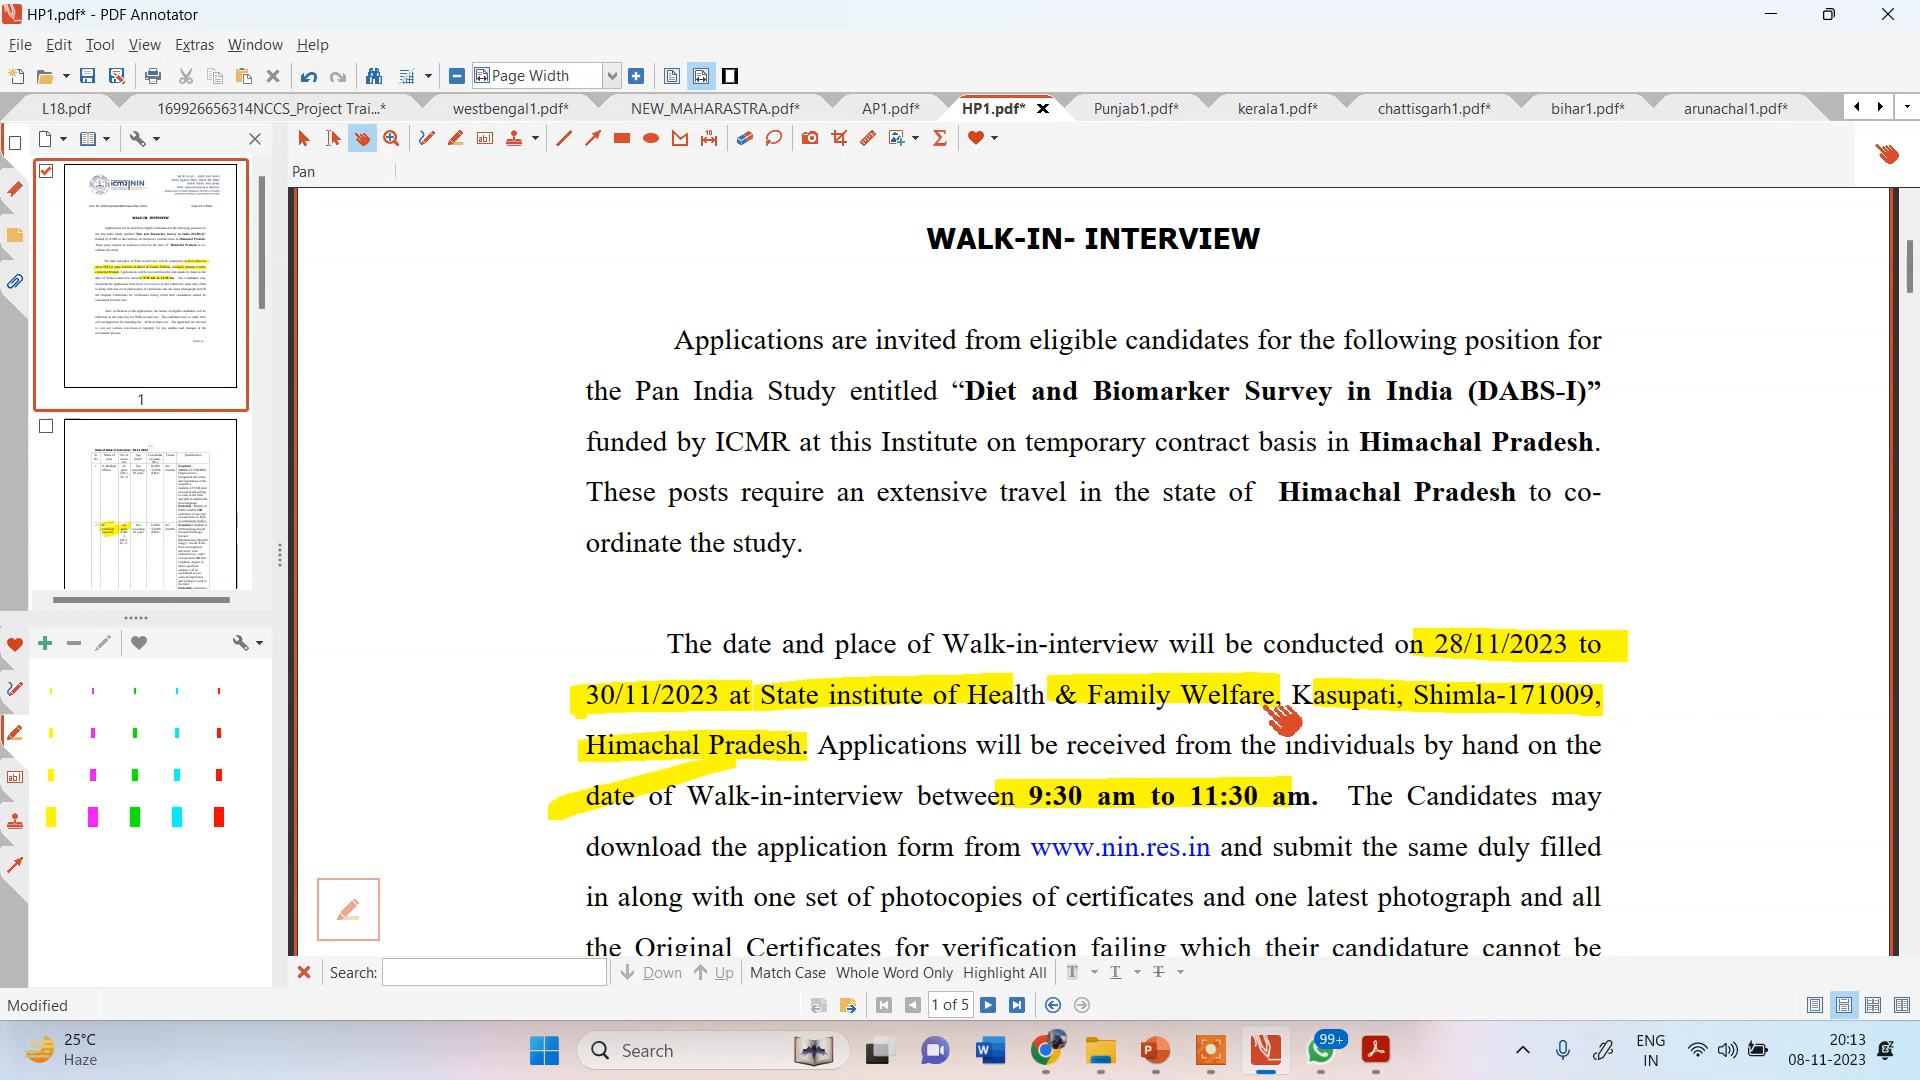 HP1.pdf* - PDF Annotator
File Edit Tool View Extras Window Help
Page Width
L18.pdf 169926656314NCCS_Project Trai...* westbengal1.pdf* NEW_MAHARASTRA.pdf* AP1.pdf* HP1.pdf* Punjab1.pdf* kerala1.pdf* chattisgarh1.pdf* bihar1.pdf* arunachal1.pdf*
Pan
WALK-IN- INTERVIEW
Applications are invited from eligible candidates for the following position for
the Pan India Study entitled “Diet and Biomarker Survey in India (DABS-I)”
funded by ICMR at this Institute on temporary contract basis in Himachal Pradesh.
These posts require an extensive travel in the state of Himachal Pradesh to co-
ordinate the study.
The date and place of Walk-in-interview will be conducted on 28/11/2023 to
30/11/2023 at State institute of Health & Family Welfare, Kasupati, Shimla-171009,
Himachal Pradesh. Applications will be received from the individuals by hand on the
date of Walk-in-interview between 9:30 am to 11:30 am. The Candidates may
download the application form from www.nin.res.in and submit the same duly filled
in along with one set of photocopies of certificates and one latest photograph and all
the Original Certificates for verification failing which their candidature cannot be
1
Search: Down Up Match Case Whole Word Only Highlight All
Modified
1 of 5
25°C
Haze
Search
99+
ENG
IN
20:13
08-11-2023